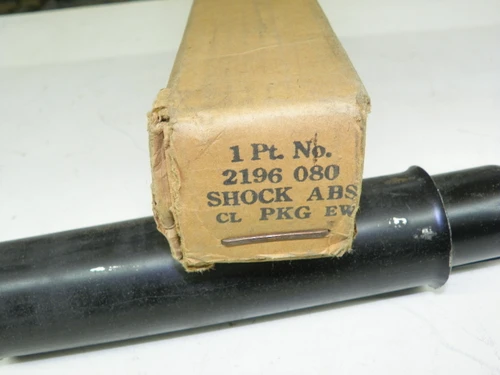 1 Pt. No.
2196 080
SHOCK ABS
CL PKG EW